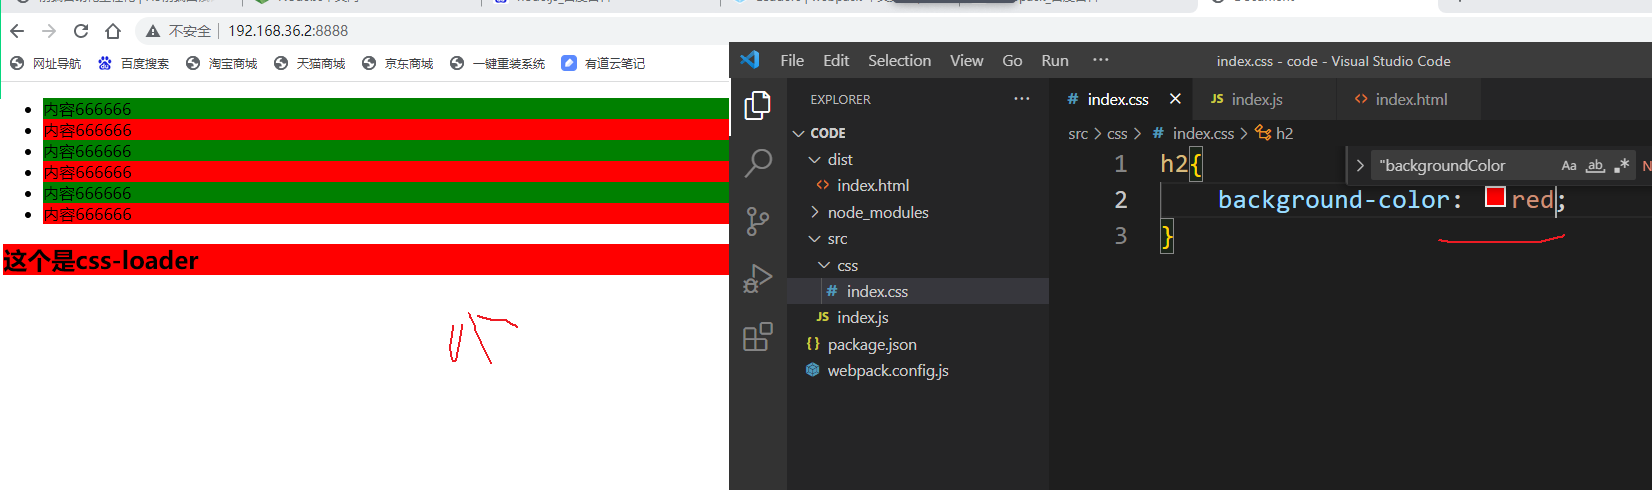 不安全 192.168.36.2:8888
网址导航 百度搜索 淘宝商城 天猫商城 京东商城 一键重装系统 有道云笔记
内容666666
内容666666
内容666666
内容666666
内容666666
内容666666
这个是css-loader
File Edit Selection View Go Run ··· index.css - code - Visual Studio Code
EXPLORER ···
CODE
dist
index.html
node_modules
src
css
index.css
index.js
package.json
webpack.config.js
# index.css × JS index.js <> index.html
src > css > # index.css > h2
"backgroundColor Aa ab
1 h2{
2 background-color: red;
3 }